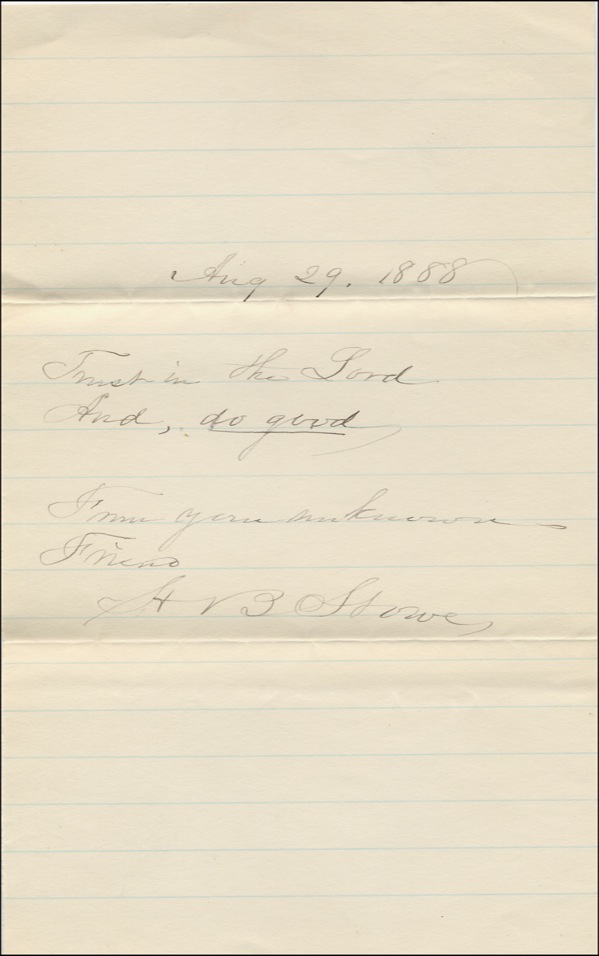 Aug 29. 1888
Trust in the Lord
And, do good
From your unknown
Friend
H B Stowe